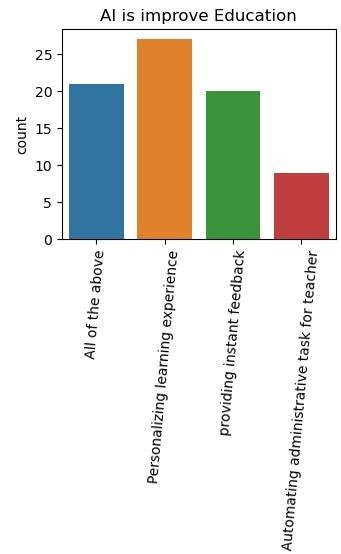 AI is improve Education
count
25
20
15
10
5
0
All of the above
Personalizing learning experience
providing instant feedback
Automating administrative task for teacher